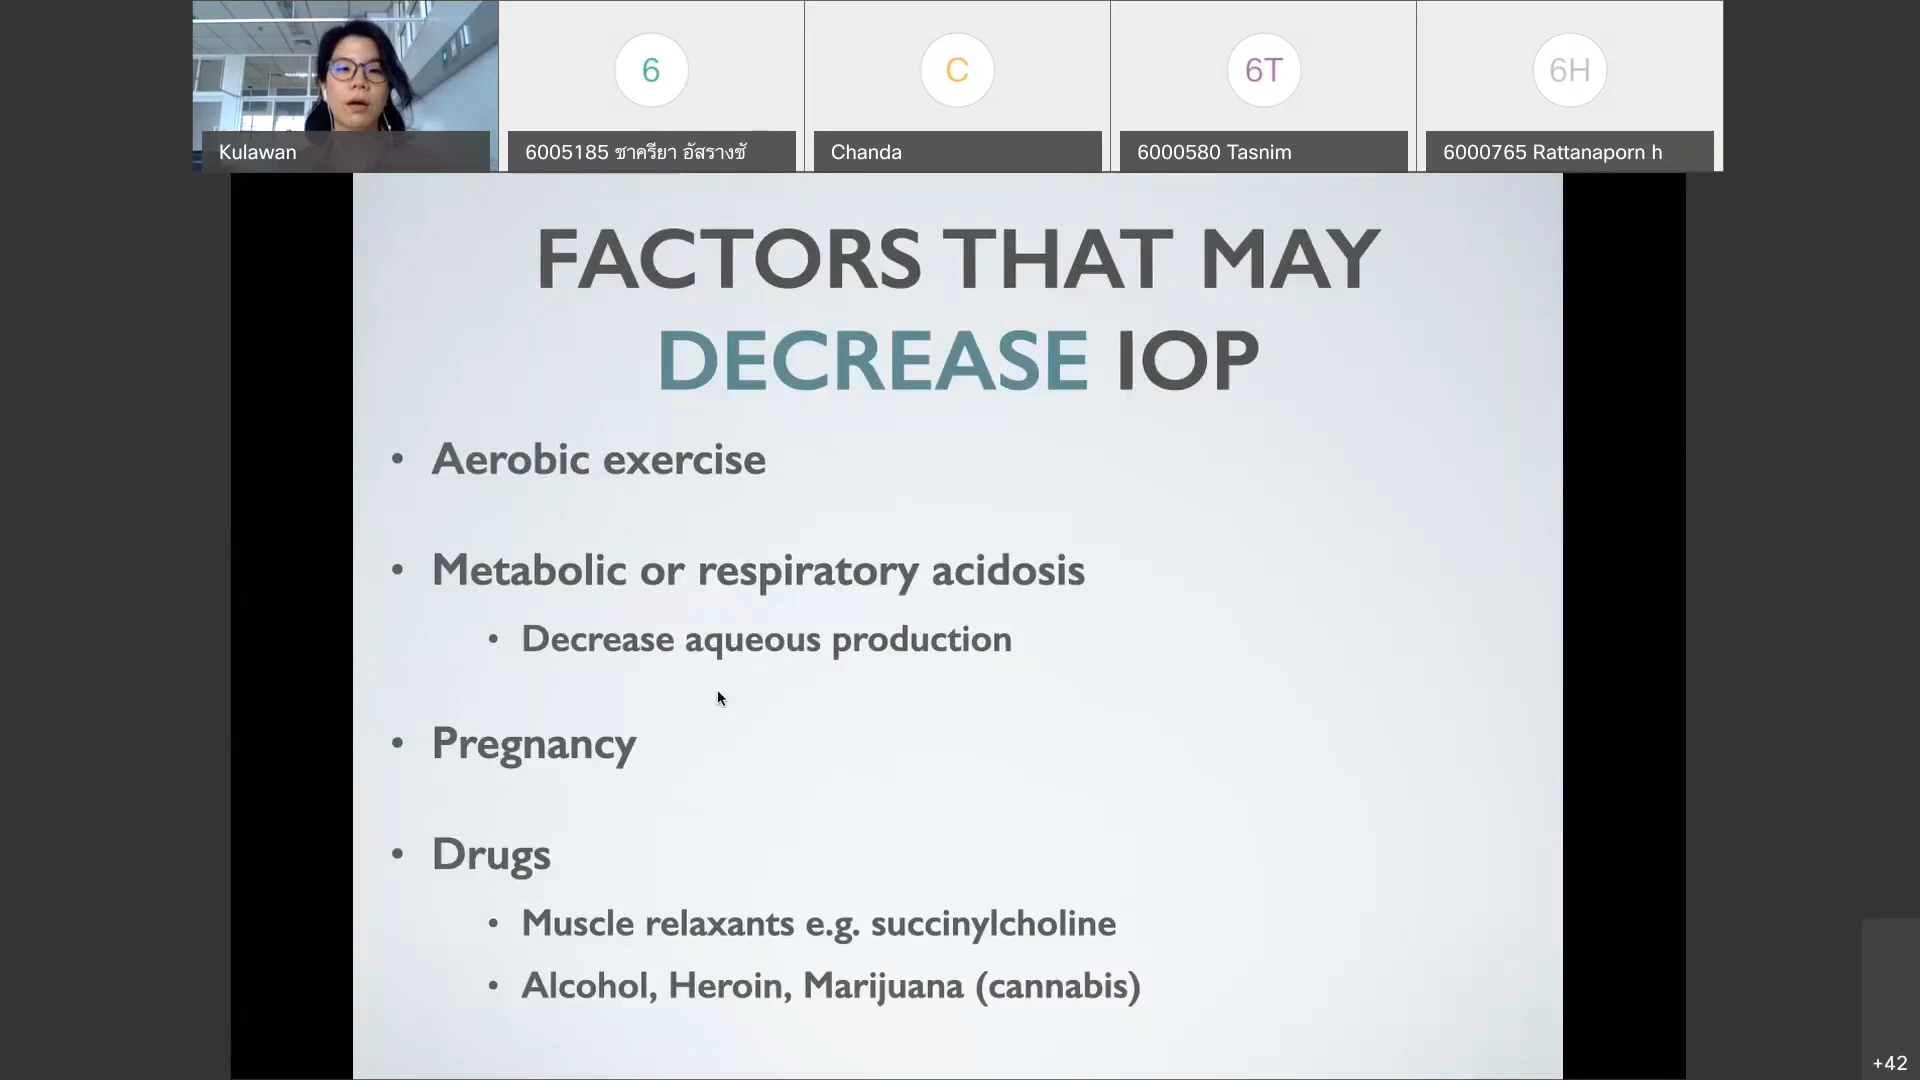 6
C
6T
6H
Kulawan
6005185 ซาครียา อัสรางชั
Chanda
6000580 Tasnim
6000765 Rattanaporn h
FACTORS THAT MAY
DECREASE IOP
• Aerobic exercise
• Metabolic or respiratory acidosis
• Decrease aqueous production
• Pregnancy
• Drugs
• Muscle relaxants e.g. succinylcholine
• Alcohol, Heroin, Marijuana (cannabis)
+42